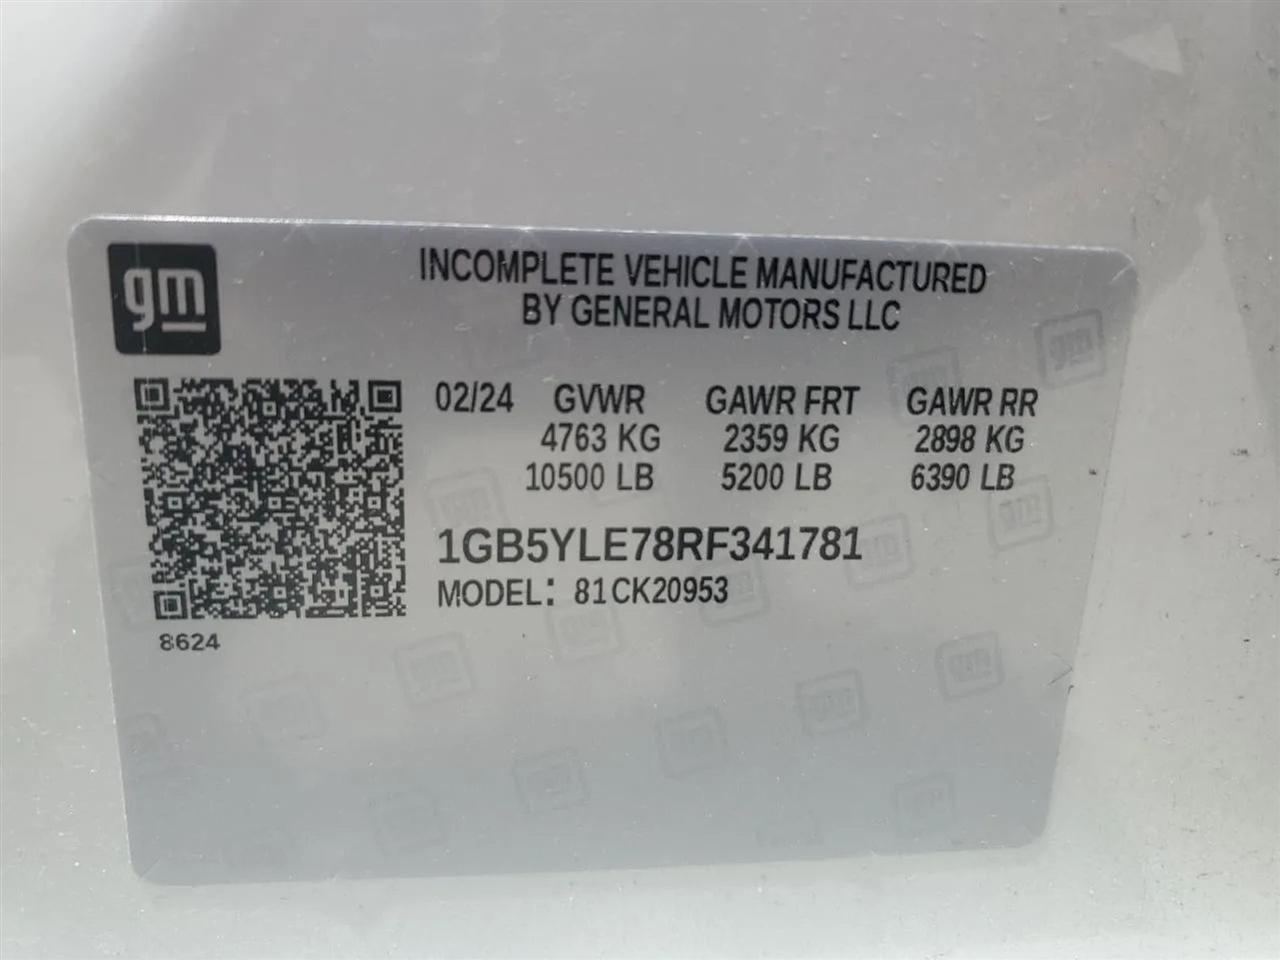 gm
INCOMPLETE VEHICLE MANUFACTURED
BY GENERAL MOTORS LLC
02/24 GVWR GAWR FRT GAWR RR
4763 KG 2359 KG 2898 KG
10500 LB 5200 LB 6390 LB
1GB5YLE78RF341781
MODEL: 81CK20953
8624